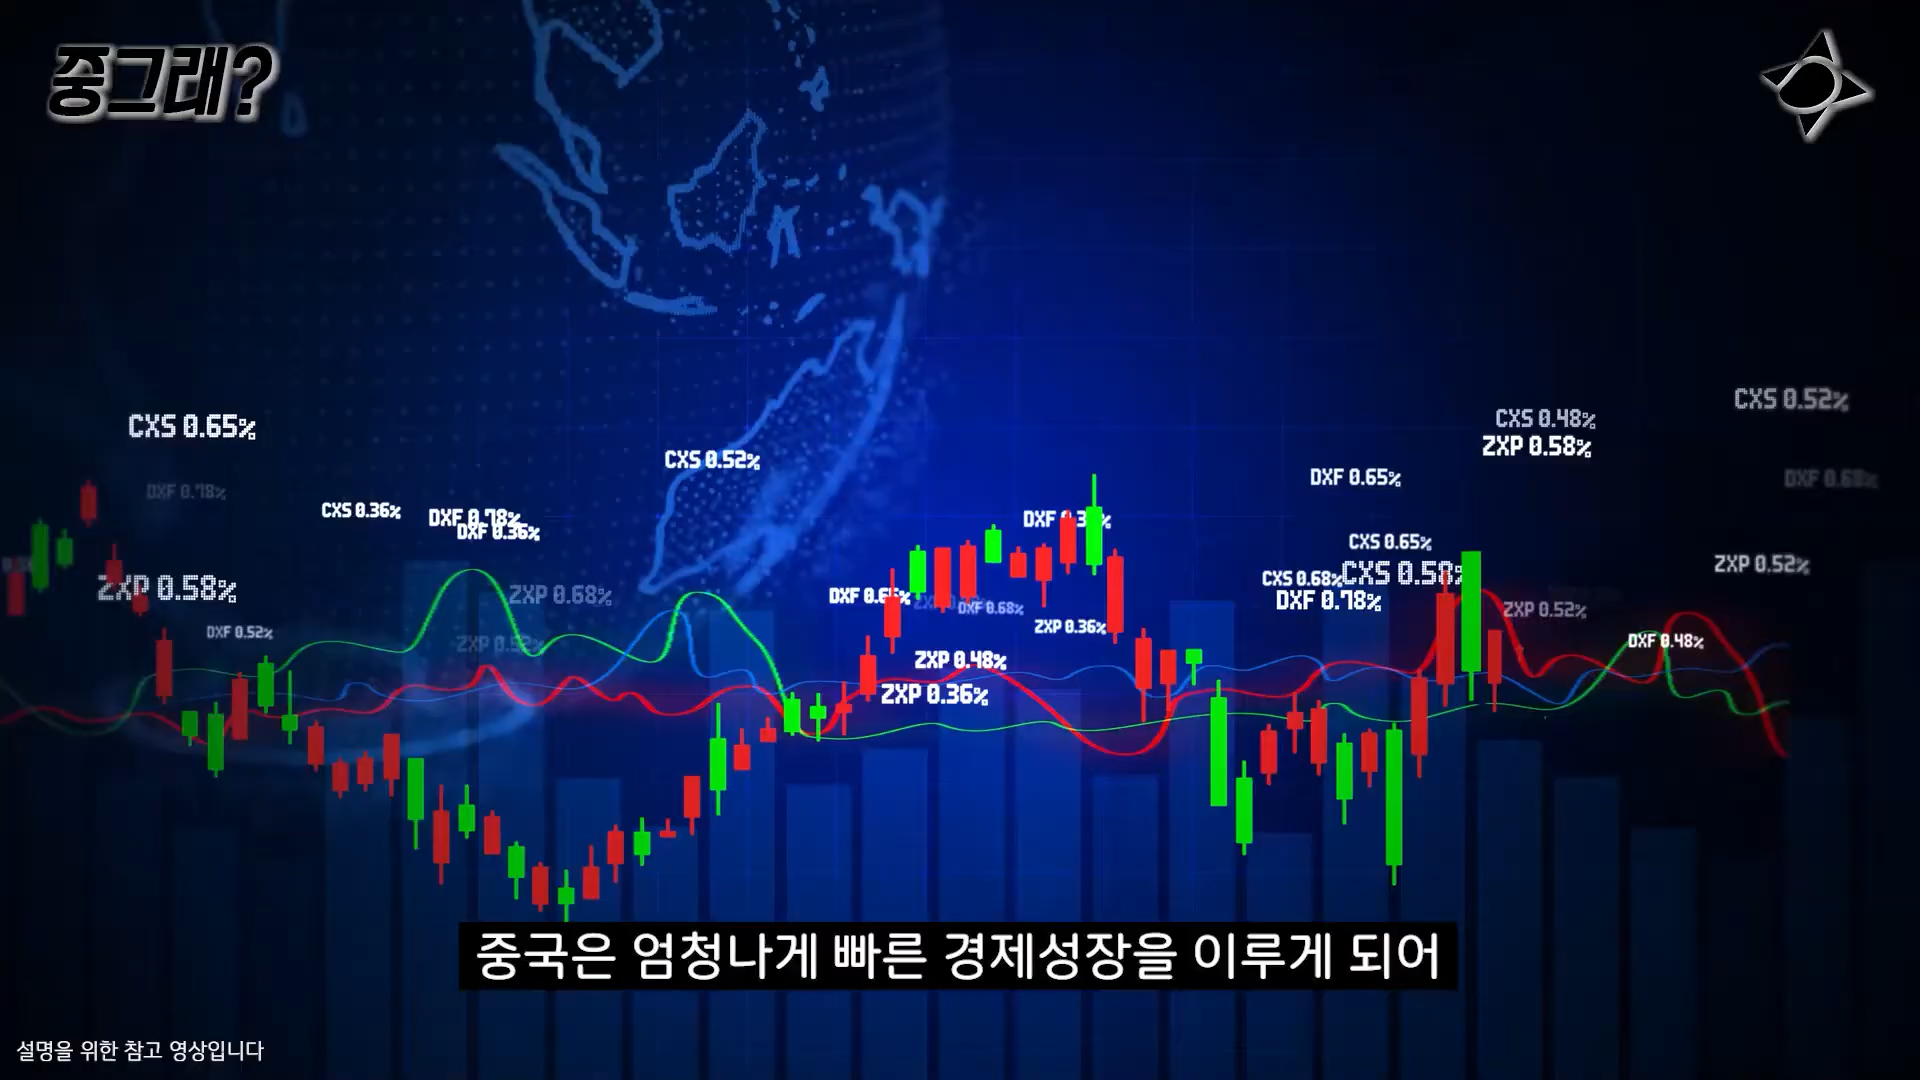 중그래?
CXS 0.52%
CXS 0.48%
CXS 0.65%
ZXP 0.58%
CXS 0.52%
DXF 0.65%
DXF 0.78%
CXS 0.36%
DXF 0.78%
DXF 0.36%
CXS 0.65%
ZXP 0.52%
CXS 0.68%
CXS 0.58%
ZXP 0.58%
ZXP 0.68%
DXF 0.78%
DXF 0.68%
ZXP 0.52%
ZXP 0.36%
DXF 0.52%
DXF 0.48%
ZXP 0.48%
ZXP 0.36%
중국은 엄청나게 빠른 경제성장을 이루게 되어
설명을 위한 참고 영상입니다